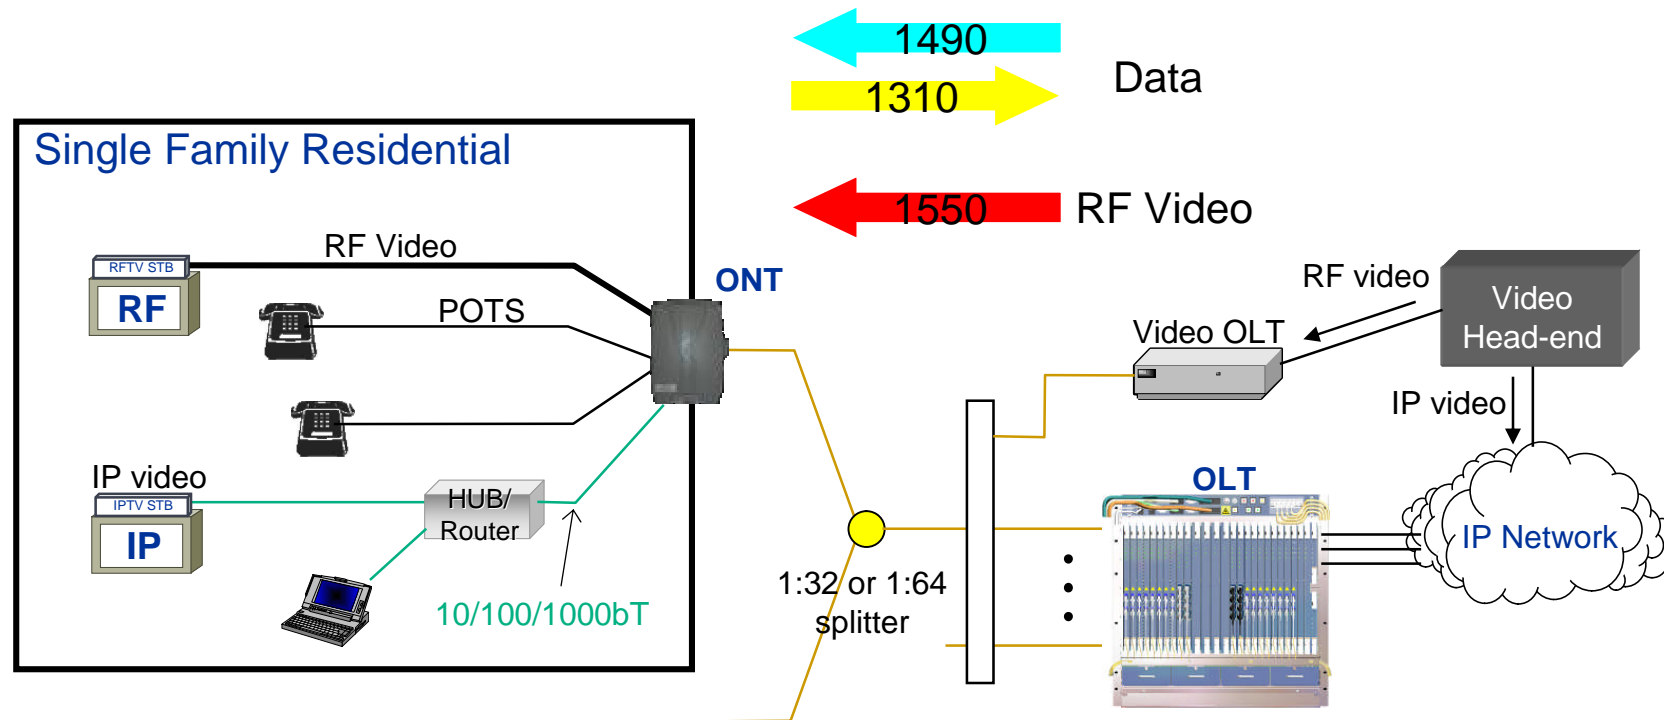 1490
1310
Data
Single Family Residential
1550
RF Video
RF Video
RFTV STB
RF
ONT
POTS
RF video
Video
Head-end
Video OLT
IP video
IP video
IPTV STB
IP
HUB/
Router
OLT
IP Network
1:32 or 1:64
splitter
10/100/1000bT